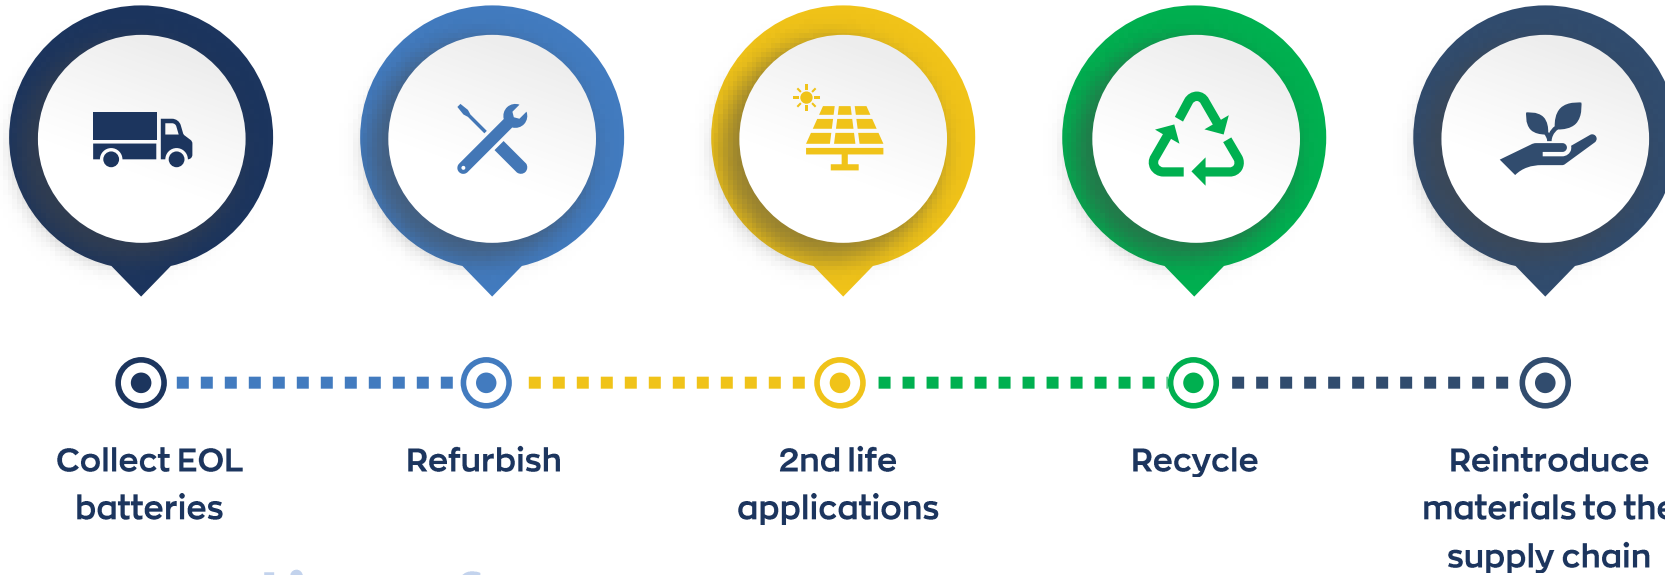 Collect EOL
batteries
Refurbish
2nd life
applications
Recycle
Reintroduce
materials to the
supply chain